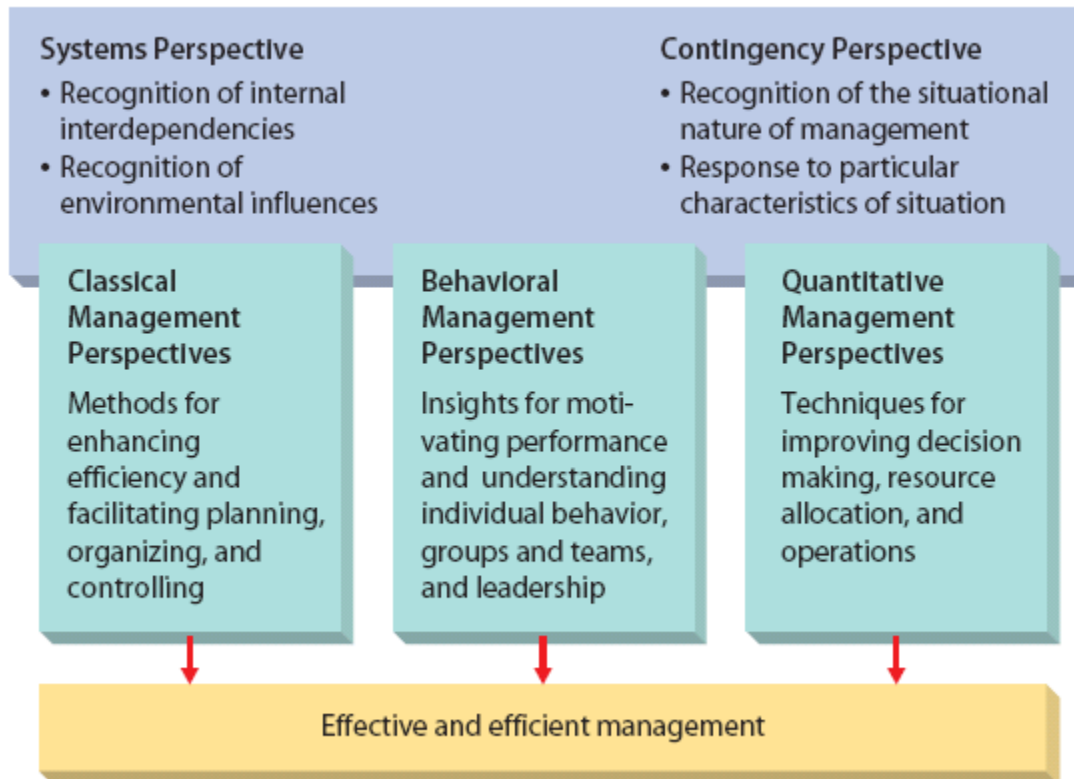 Systems Perspective
• Recognition of internal
interdependencies
• Recognition of
environmental influences
Contingency Perspective
• Recognition of the situational
nature of management
• Response to particular
characteristics of situation
Classical
Management
Perspectives
Methods for
enhancing
efficiency and
facilitating planning,
organizing, and
controlling
Behavioral
Management
Perspectives
Insights for moti-
vating performance
and understanding
individual behavior,
groups and teams,
and leadership
Quantitative
Management
Perspectives
Techniques for
improving decision
making, resource
allocation, and
operations
Effective and efficient management